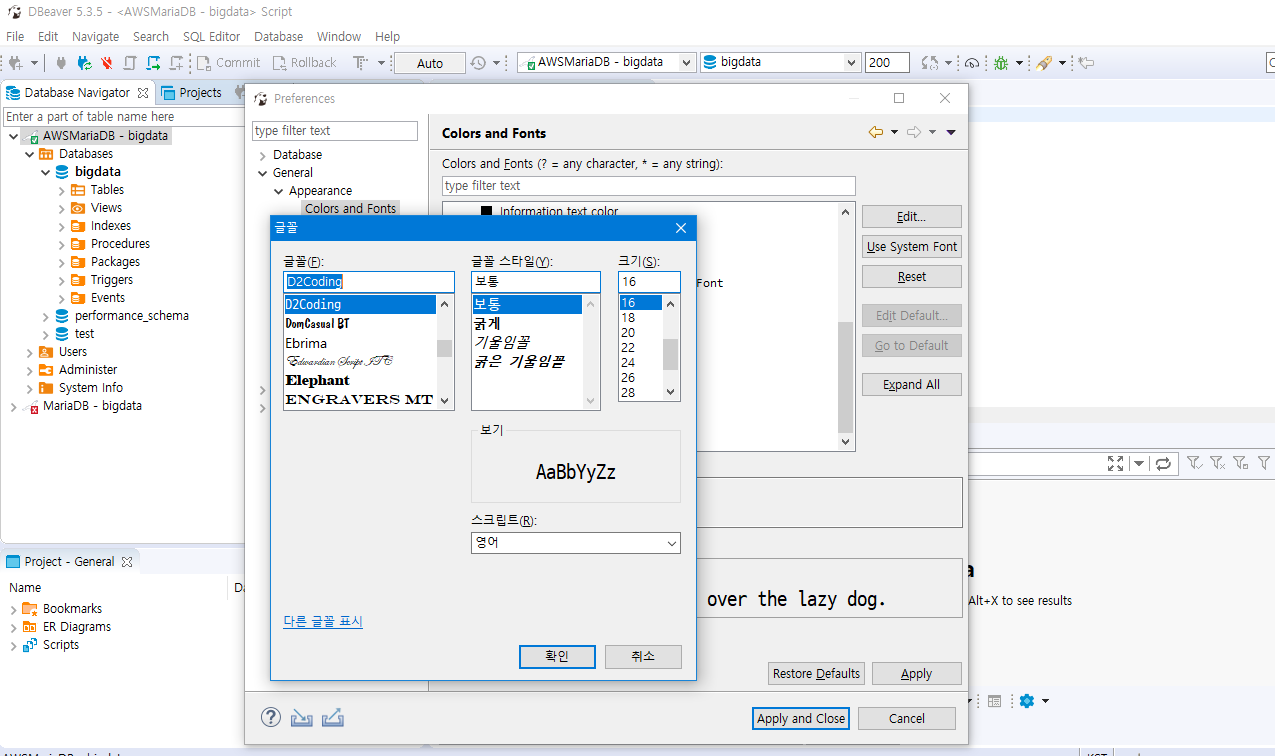 DBeaver 5.3.5 - <AWSMariaDB - bigdata> Script
File Edit Navigate Search SQL Editor Database Window Help
Commit Rollback Auto AWSMariaDB - bigdata bigdata 200
Database Navigator Projects
Enter a part of table name here
AWSMariaDB - bigdata
Databases
bigdata
Tables
Views
Indexes
Procedures
Packages
Triggers
Events
performance_schema
test
Users
Administer
System Info
MariaDB - bigdata
Project - General
Name
Bookmarks
ER Diagrams
Scripts
Preferences
type filter text
Database
General
Appearance
Colors and Fonts
Colors and Fonts
Colors and Fonts (? = any character, * = any string):
type filter text
Information text color
Font
Edit...
Use System Font
Reset
Edit Default...
Go to Default
Expand All
over the lazy dog.
Restore Defaults Apply
Apply and Close Cancel
글꼴
글꼴(F): 글꼴 스타일(Y): 크기(S):
D2Coding 보통 16
D2Coding
DomCasual BT
Ebrima
Edwardian Script ITC
Elephant
ENGRAVERS MT
보통
굵게
기울임꼴
굵은 기울임꼴
16
18
20
22
24
26
28
보기
AaBbYyZz
스크립트(R):
영어
다른 글꼴 표시
확인 취소
Alt+X to see results